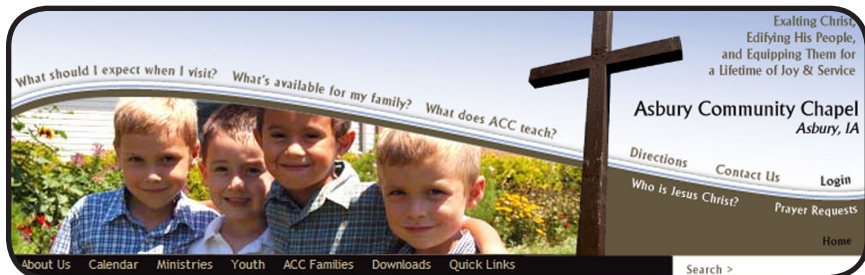 Exalting Christ,
Edifying His People,
and Equipping Them for
a Lifetime of Joy & Service
What should I expect when I visit?
What's available for my family?
What does ACC teach?
Asbury Community Chapel
Asbury, IA
Directions
Contact Us
Login
Who is Jesus Christ?
Prayer Requests
Home
About Us Calendar Ministries Youth ACC Families Downloads Quick Links
Search >